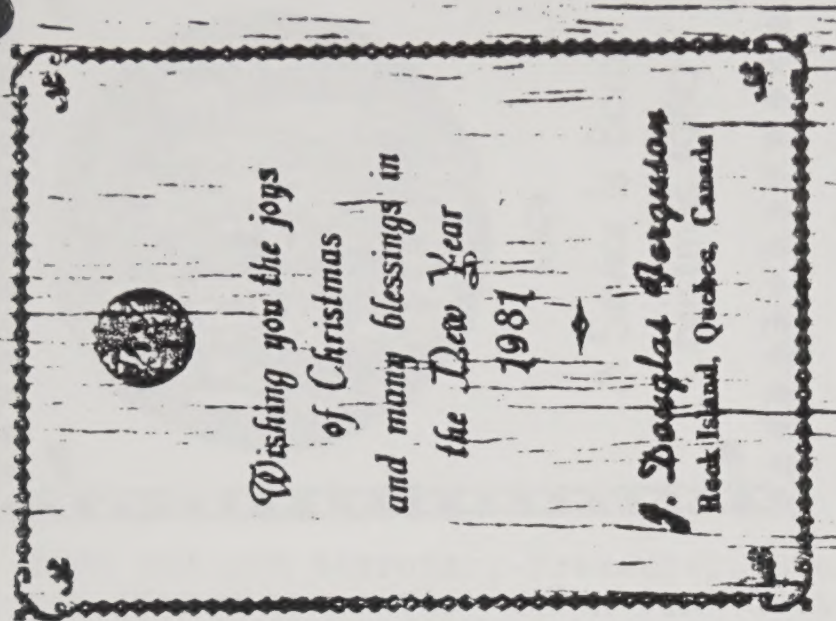 Wishing you the joys
of Christmas
and many blessings in
the New Year
1981
J. Douglas Ferguson
Rock Island, Quebec, Canada